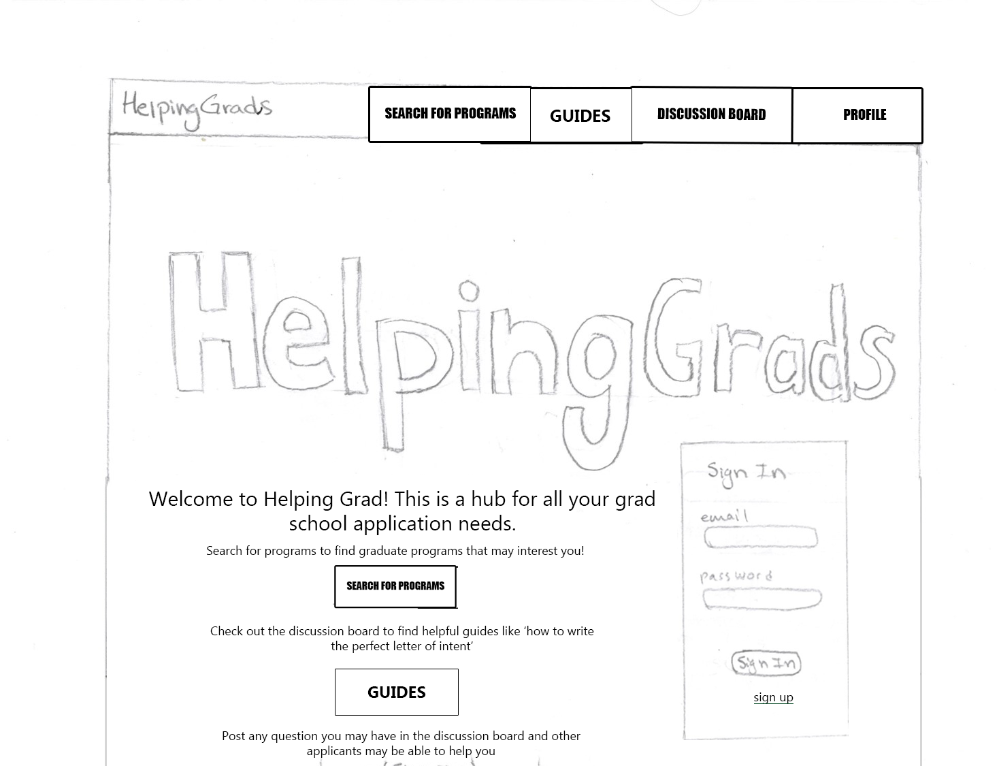 HelpingGrads
SEARCH FOR PROGRAMS
GUIDES
DISCUSSION BOARD
PROFILE
HelpingGrads
Welcome to Helping Grad! This is a hub for all your grad
school application needs.
Search for programs to find graduate programs that may interest you!
SEARCH FOR PROGRAMS
Check out the discussion board to find helpful guides like ‘how to write
the perfect letter of intent’
GUIDES
Post any question you may have in the discussion board and other
applicants may be able to help you
Sign In
email
password
Sign In
sign up